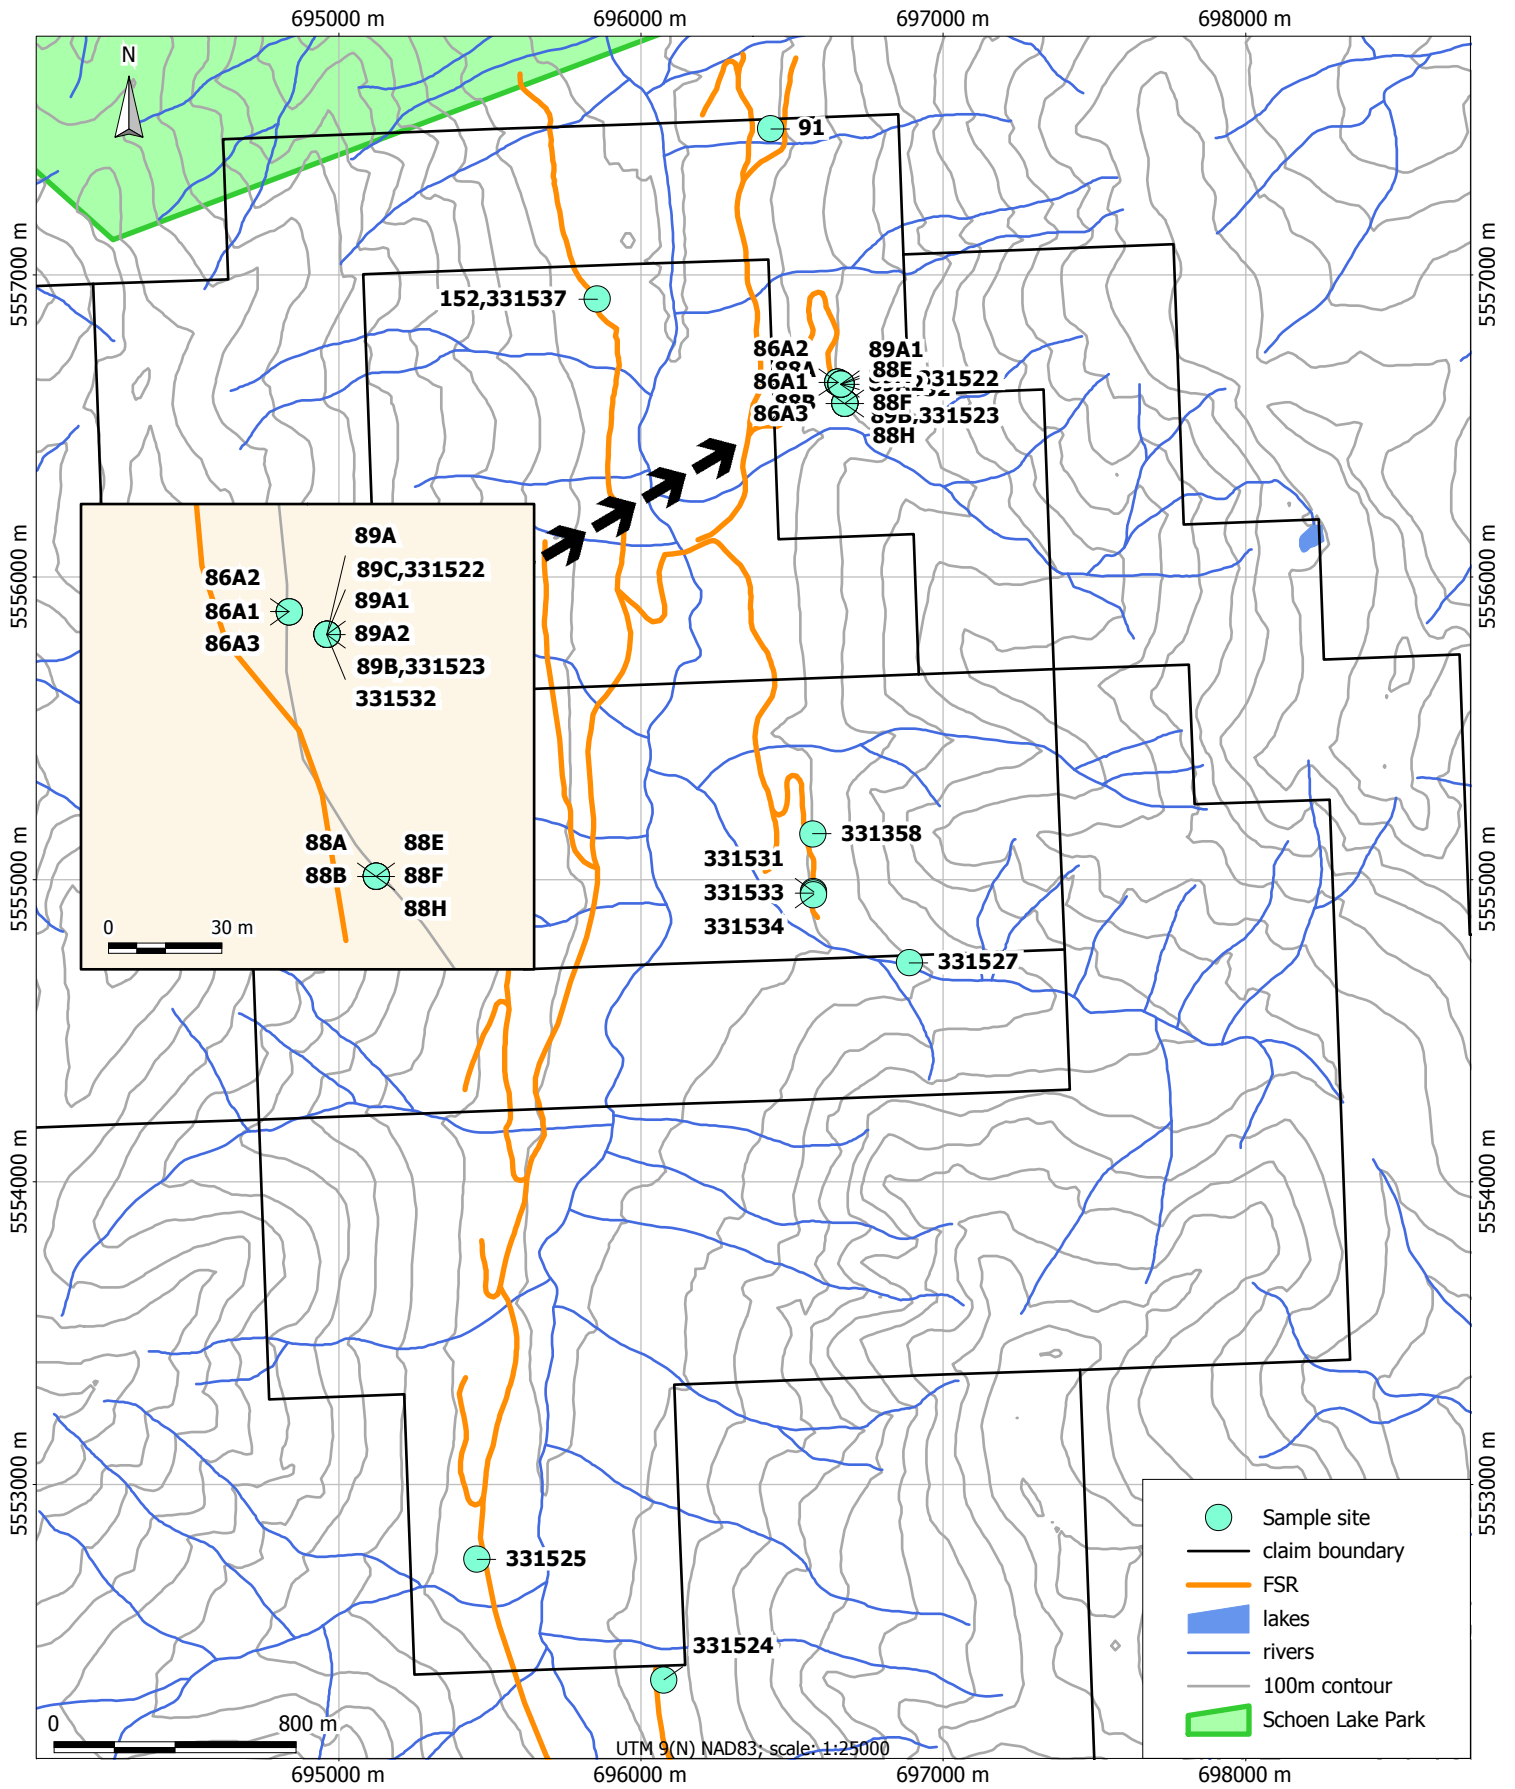 695000 m
696000 m
697000 m
698000 m
N
91
5557000 m
5557000 m
152,331537
86A2
89A1
88A
88E
331522
86A1
88B
88F
86A3
89B,331523
88H
89A
89C,331522
86A2
89A1
86A1
89A2
86A3
89B,331523
331532
5556000 m
5556000 m
88A
88E
88B
88F
88H
0
30 m
331358
331531
331533
331534
5555000 m
5555000 m
331527
5554000 m
5554000 m
5553000 m
5553000 m
331525
331524
Sample site
claim boundary
FSR
lakes
rivers
100m contour
Schoen Lake Park
0
800 m
UTM 9(N) NAD83; scale: 1:25000
695000 m
696000 m
697000 m
698000 m